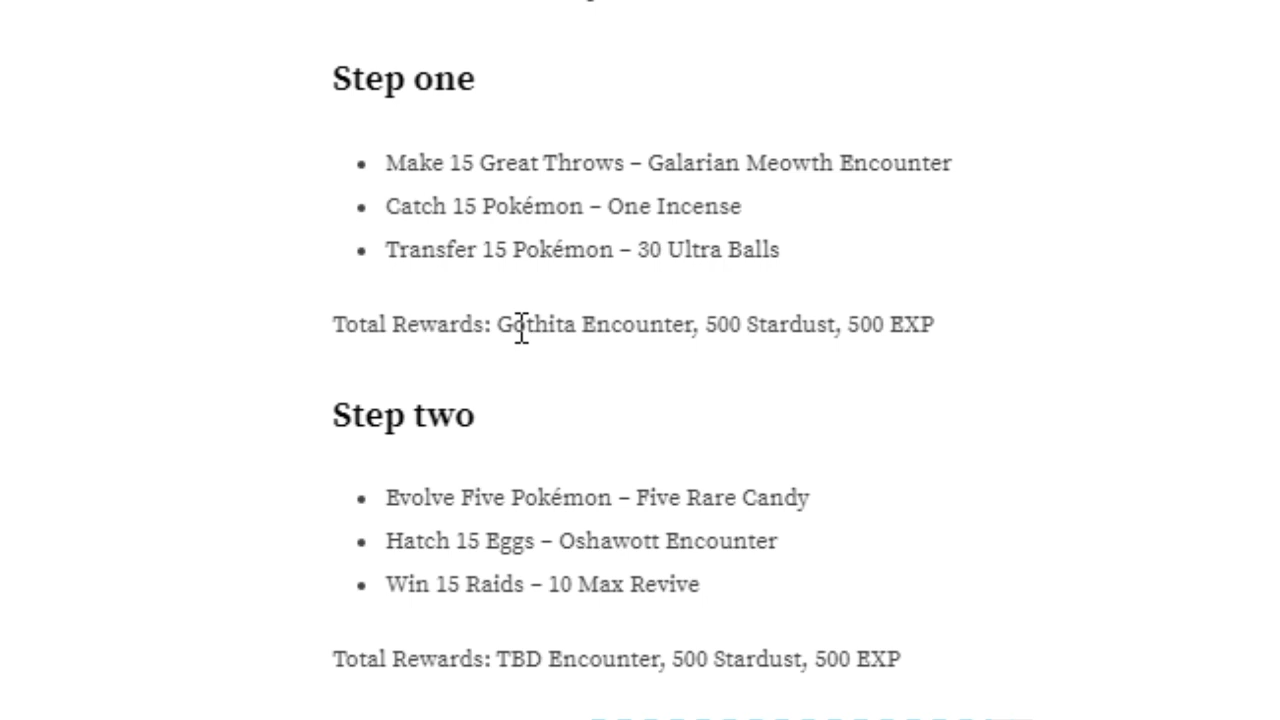 Step one
• Make 15 Great Throws – Galarian Meowth Encounter
• Catch 15 Pokémon – One Incense
• Transfer 15 Pokémon – 30 Ultra Balls
Total Rewards: Gothita Encounter, 500 Stardust, 500 EXP
Step two
• Evolve Five Pokémon – Five Rare Candy
• Hatch 15 Eggs – Oshawott Encounter
• Win 15 Raids – 10 Max Revive
Total Rewards: TBD Encounter, 500 Stardust, 500 EXP